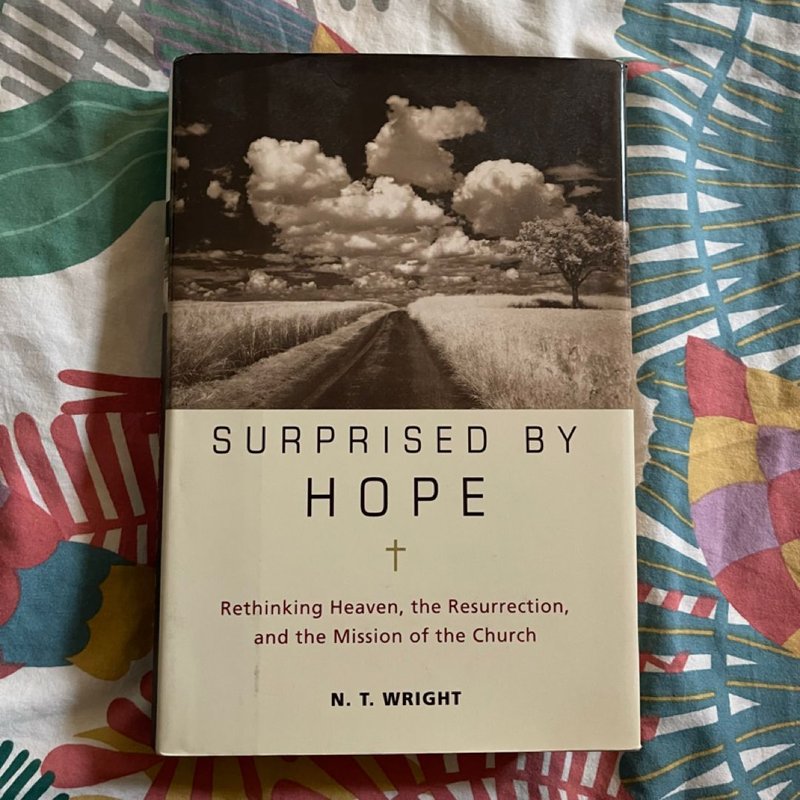 SURPRISED BY
HOPE
Rethinking Heaven, the Resurrection,
and the Mission of the Church
N. T. WRIGHT